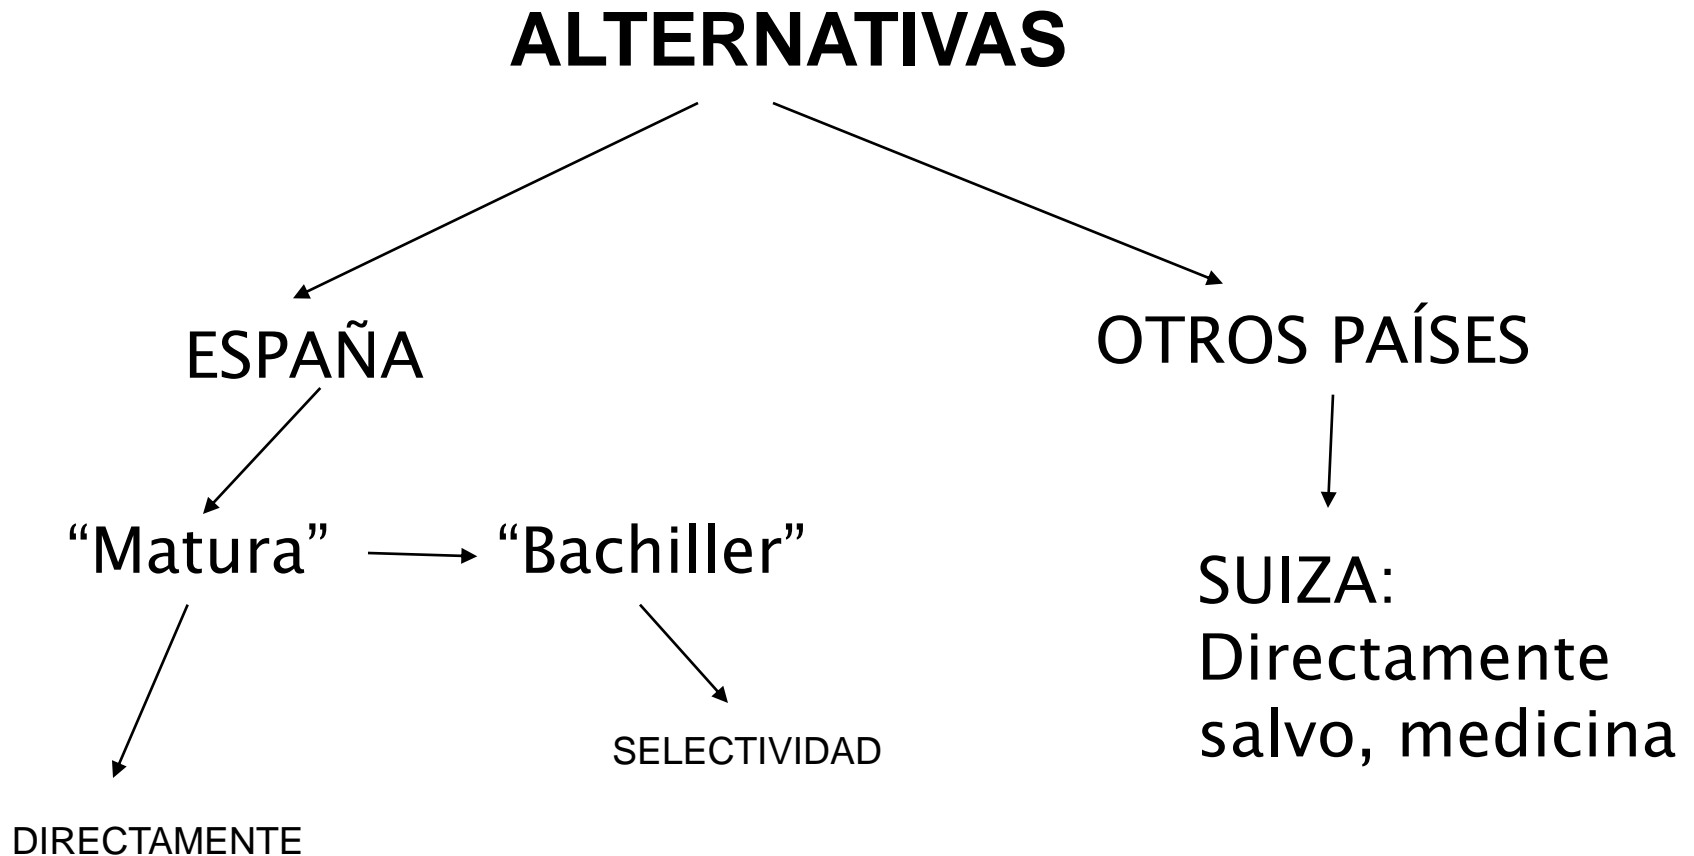 ALTERNATIVAS
ESPAÑA
OTROS PAÍSES
“Matura”
“Bachiller”
SUIZA:
Directamente
salvo, medicina
SELECTIVIDAD
DIRECTAMENTE